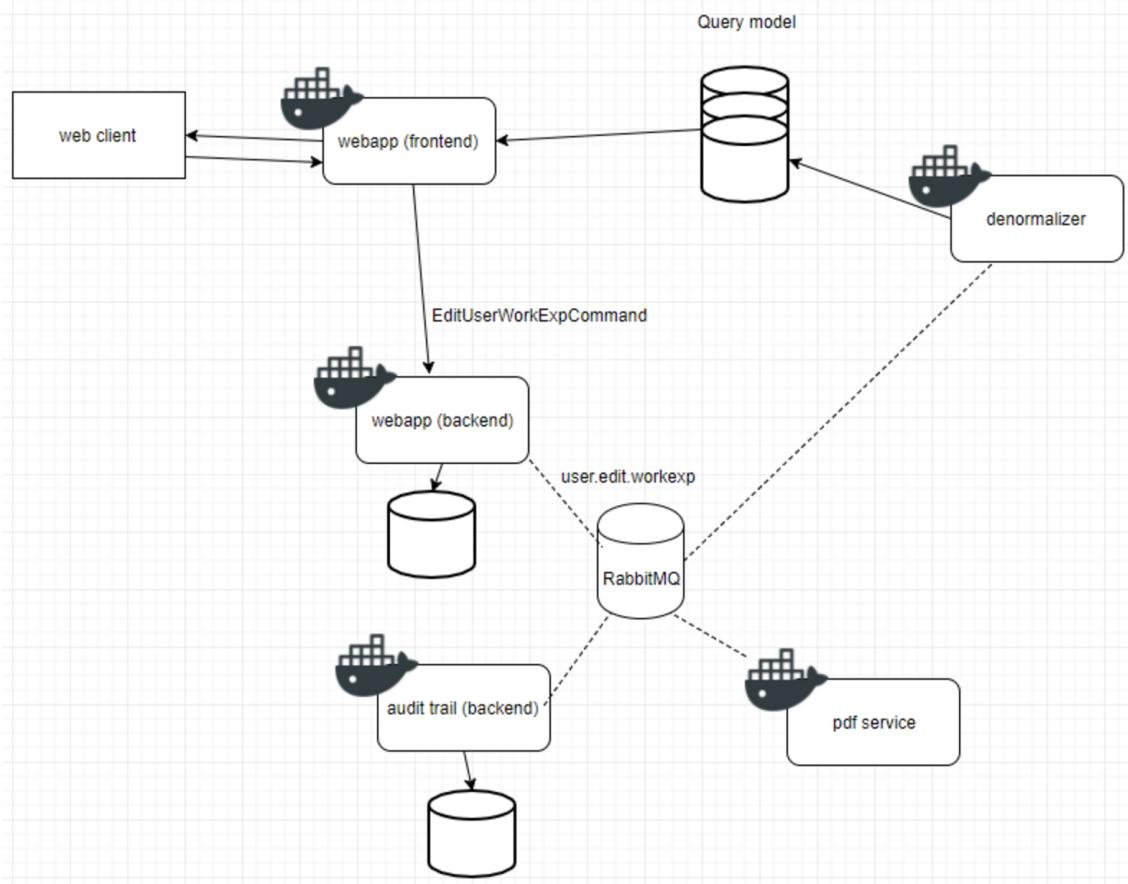 Query model
web client
webapp (frontend)
denormalizer
EditUserWorkExpCommand
webapp (backend)
user.edit.workexp
RabbitMQ
audit trail (backend)
pdf service